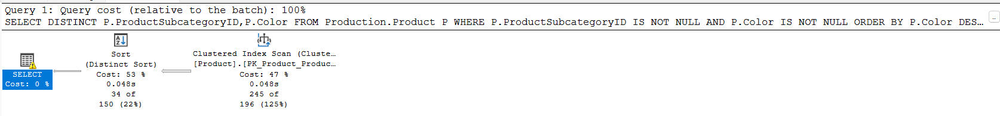 Query 1: Query cost (relative to the batch): 100%
SELECT DISTINCT P.ProductSubcategoryID,P.Color FROM Production.Product P WHERE P.ProductSubcategoryID IS NOT NULL AND P.Color IS NOT NULL ORDER BY P.Color DES…
SELECT
Cost: 0 %
Sort
(Distinct Sort)
Cost: 53 %
0.048s
34 of
150 (22%)
Clustered Index Scan (Cluste…
[Product].[PK_Product_Produc…
Cost: 47 %
0.048s
245 of
196 (125%)